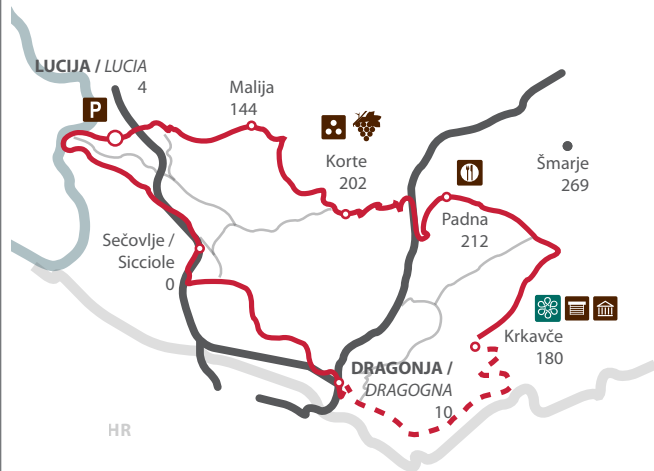 LUCIJA / LUCIA
4
P
Malija
144
Korte
202
Šmarje
269
Padna
212
Sečovlje /
Sicciole
0
Krkavče
180
DRAGONJA /
DRAGOGNA
10
HR